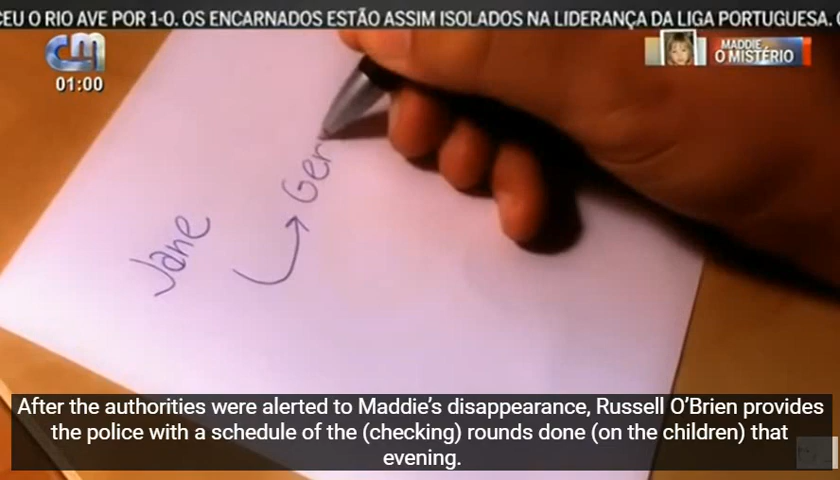 CEU O RIO AVE POR 1-0. OS ENCARNADOS ESTÃO ASSIM ISOLADOS NA LIDERANÇA DA LIGA PORTUGUESA.
cm
01:00
MADDIE,
O MISTÉRIO
Ger
Jane
After the authorities were alerted to Maddie's disappearance, Russell O'Brien provides
the police with a schedule of the (checking) rounds done (on the children) that
evening.